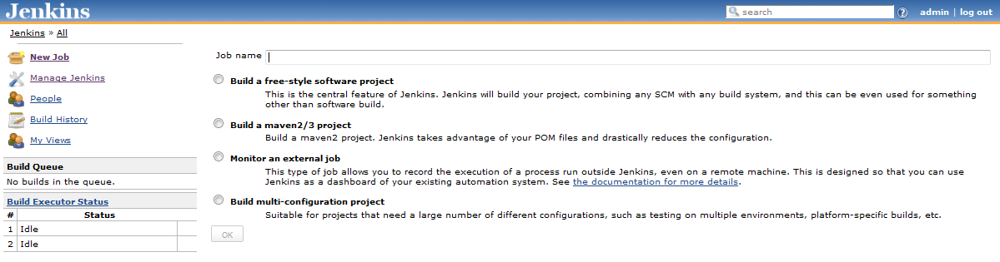 Jenkins
search
admin | log out
Jenkins » All
New Job
Manage Jenkins
People
Build History
My Views
Build Queue
No builds in the queue.
Build Executor Status
# Status
1 Idle
2 Idle
Job name
Build a free-style software project
This is the central feature of Jenkins. Jenkins will build your project, combining any SCM with any build system, and this can be even used for something
other than software build.
Build a maven2/3 project
Build a maven2 project. Jenkins takes advantage of your POM files and drastically reduces the configuration.
Monitor an external job
This type of job allows you to record the execution of a process run outside Jenkins, even on a remote machine. This is designed so that you can use
Jenkins as a dashboard of your existing automation system. See the documentation for more details.
Build multi-configuration project
Suitable for projects that need a large number of different configurations, such as testing on multiple environments, platform-specific builds, etc.
OK